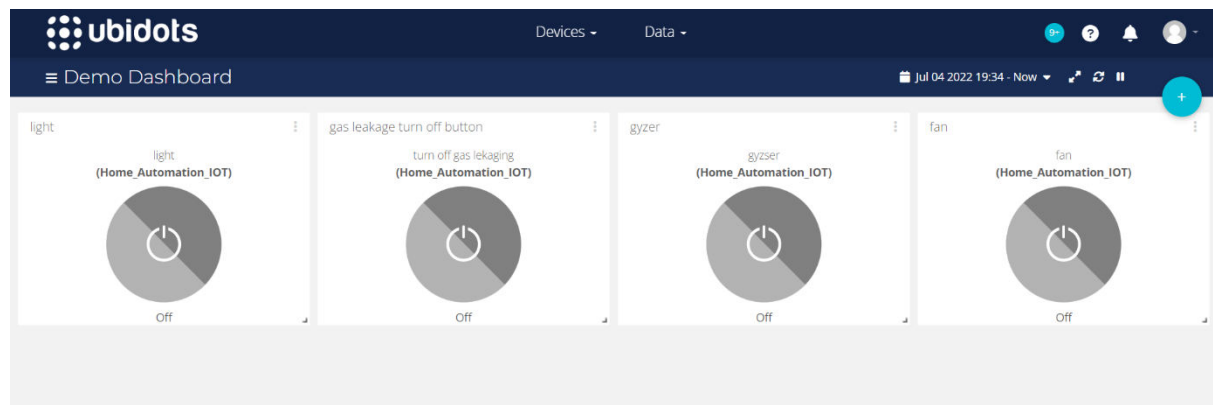 ubidots
Devices
Data
9+
?
Demo Dashboard
Jul 04 2022 19:34 - Now
+
light
light
(Home_Automation_IOT)
Off
gas leakage turn off button
turn off gas lekaging
(Home_Automation_IOT)
Off
gyzer
gyzser
(Home_Automation_IOT)
Off
fan
fan
(Home_Automation_IOT)
Off